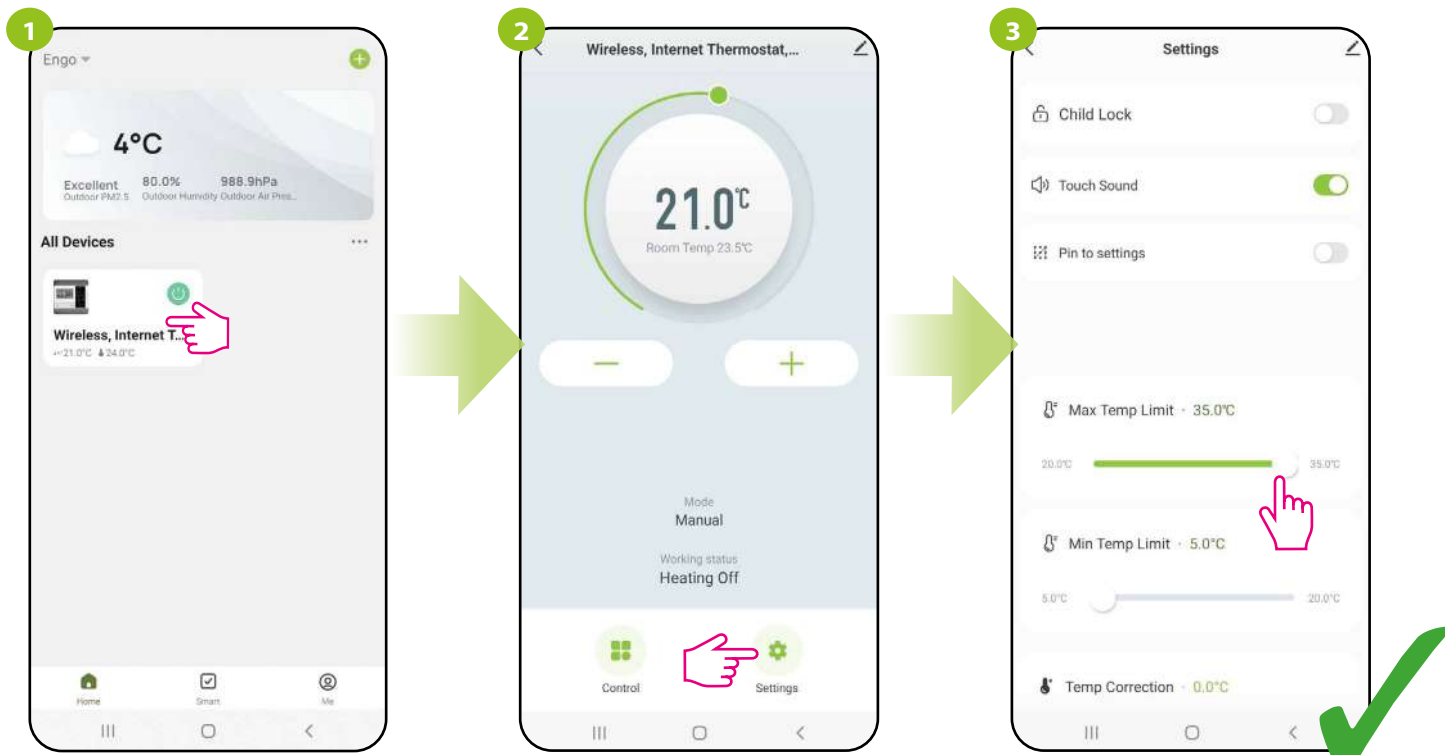 1
Engo
4°C
Excellent 80.0% 988.9hPa
Outdoor PM2.5 Outdoor Humidity Outdoor Air Pres...
All Devices
...
Wireless, Internet T...
21.0°C 24.0°C
Home Smart Me
2
Wireless, Internet Thermostat,...
21.0°C
Room Temp 23.5°C
− +
Mode
Manual
Working status
Heating Off
Control Settings
3
Settings
Child Lock
Touch Sound
Pin to settings
Max Temp Limit · 35.0°C
20.0°C 35.0°C
Min Temp Limit · 5.0°C
5.0°C 20.0°C
Temp Correction · 0.0°C